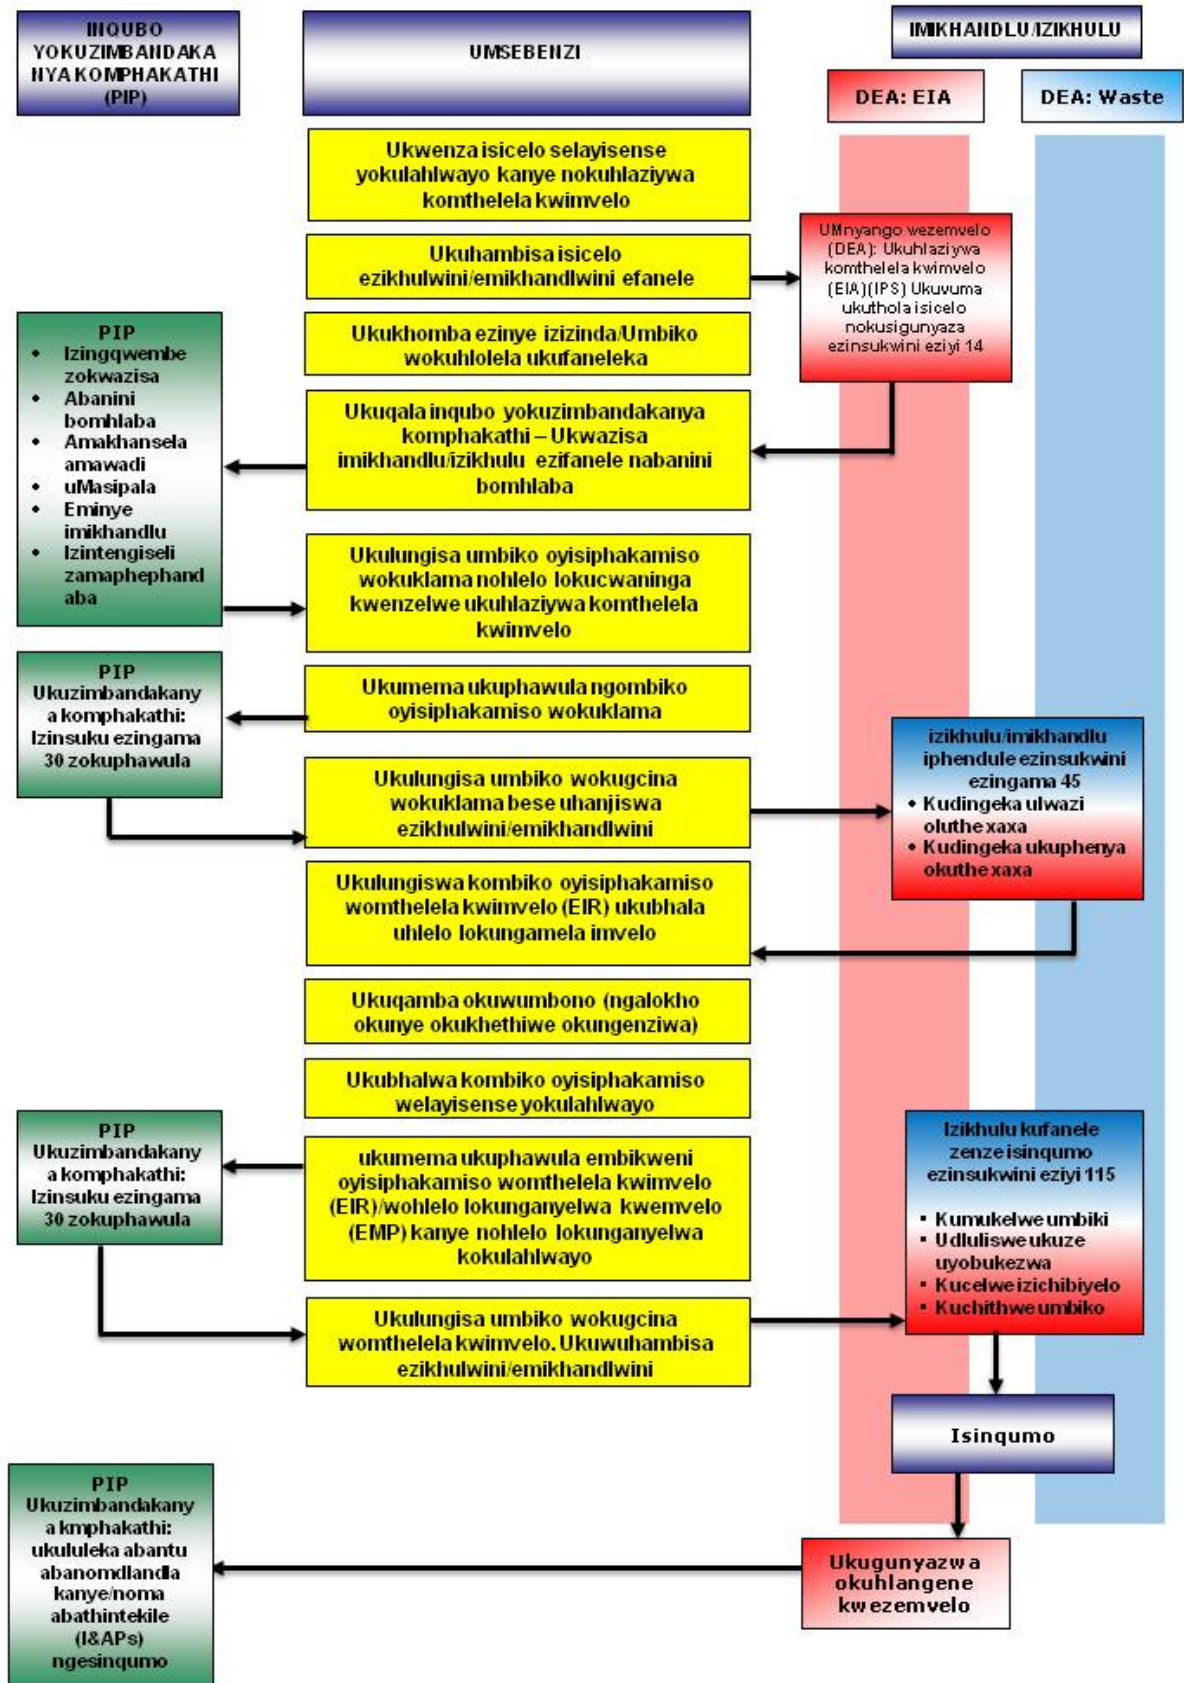 INQUBO
YOKUZIMBANDAKA
NYA KOMPHAKATHI
(PIP)
UMSEBENZI
IMIKHANDLU/IZIKHULU
DEA: EIA
DEA: Waste
Ukwenza isicelo selayisense
yokulahlwayo kanye nokuhlaziywa
komthelela kwimvelo
Ukuhambisa isicelo
ezikhulwini/emikhandlwini efanele
UMnyango wezemvelo
(DEA): Ukuhlaziywa
komthelela kwimvelo
(EIA)(IPS) Ukuvuma
ukuthola isicelo
nokusigunyaza
ezinsukwini eziyi 14
Ukukhomba ezinye izizinda/Umbiko
wokuhlolela ukufaneleka
PIP
• Izingqwembe
zokwazisa
• Abanini
bomhlaba
• Amakhansela
amawadi
• uMasipala
• Eminye
imikhandlu
• Izintengiseli
zamaphephand
aba
Ukuqala inqubo yokuzimbandakanya
komphakathi – Ukwazisa
imikhandlu/izikhulu ezifanele nabanini
bomhlaba
Ukulungisa umbiko oyisiphakamiso
wokuklama nohlelo lokucwaninga
kwenzelwe ukuhlaziywa komthelela
kwimvelo
PIP
Ukuzimbandakany
a komphakathi:
Izinsuku ezingama
30 zokuphawula
Ukumema ukuphawula ngombiko
oyisiphakamiso wokuklama
Ukulungisa umbiko wokugcina
wokuklama bese uhanjiswa
ezikhulwini/emikhandlwini
izikhulu/imikhandlu
iphendule ezinsukwini
ezingama 45
• Kudingeka ulwazi
oluthe xaxa
• Kudingeka ukuphenya
okuthe xaxa
Ukulungiswa kombiko oyisiphakamiso
womthelela kwimvelo (EIR) ukubhala
uhlelo lokungamela imvelo
Ukuqamba okuwumbono (ngalokho
okunye okukhethiwe okungenziwa)
Ukubhalwa kombiko oyisiphakamiso
welayisense yokulahlwayo
PIP
Ukuzimbandakany
a komphakathi:
Izinsuku ezingama
30 zokuphawula
ukumema ukuphawula embikweni
oyisiphakamiso womthelela kwimvelo
(EIR)/wohlelo lokunganyelwa kwemvelo
(EMP) kanye nohlelo lokunganyelwa
kokulahlwayo
Izikhulu kufanele
zenze isinqumo
ezinsukwini eziyi 115
▪ Kumukelwe umbiki
▪ Udluliswe ukuze
uyobukezwa
▪ Kucelwe izichibiyelo
▪ Kuchithwe umbiko
Ukulungisa umbiko wokugcina
womthelela kwimvelo. Ukuwuhambisa
ezikhulwini/emikhandlwini
Isinqumo
PIP
Ukuzimbandakany
a kmphakathi:
ukululeka abantu
abanomdlandla
kanye/noma
abathintekile
(I&APs)
ngesinqumo
Ukugunyazwa
okuhlangene
kwezemvelo